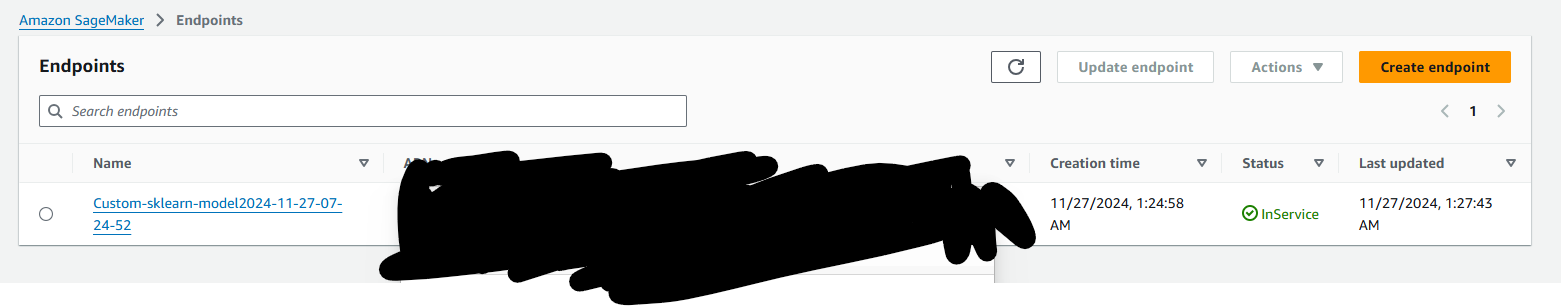 Amazon SageMaker > Endpoints
Endpoints
Update endpoint
Actions
Create endpoint
Search endpoints
1
Name
Creation time
Status
Last updated
Custom-sklearn-model2024-11-27-07-
24-52
11/27/2024, 1:24:58
AM
InService
11/27/2024, 1:27:43
AM